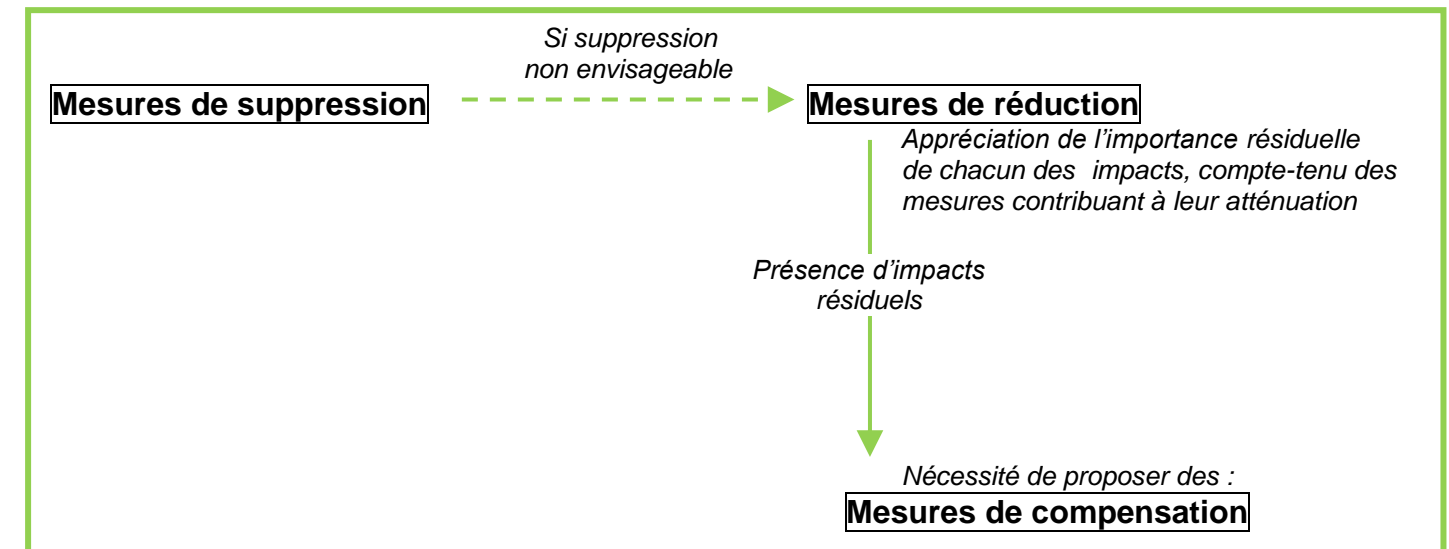 Si suppression
non envisageable
Mesures de suppression
Mesures de réduction
Appréciation de l’importance résiduelle
de chacun des impacts, compte-tenu des
mesures contribuant à leur atténuation
Présence d’impacts
résiduels
Nécessité de proposer des :
Mesures de compensation